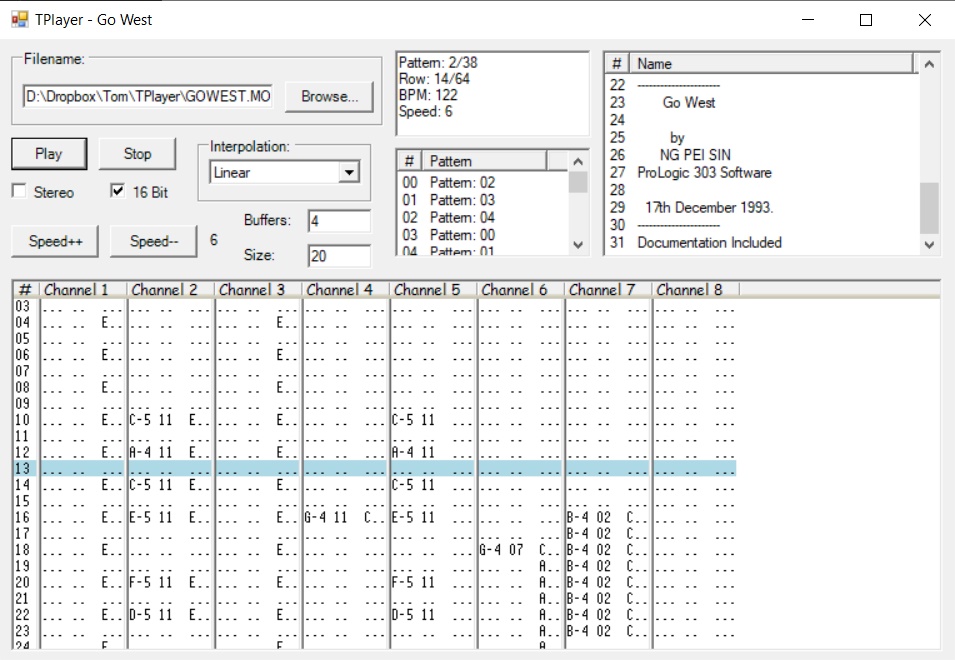 TPlayer - Go West
Filename:
D:\Dropbox\Tom\TPlayer\GOWEST.MO
Browse...
Play
Stop
Stereo
16 Bit
Speed++
Speed--
6
Interpolation:
Linear
Buffers:
4
Size:
20
Pattern: 2/38
Row: 14/64
BPM: 122
Speed: 6
# Pattern
00 Pattern: 02
01 Pattern: 03
02 Pattern: 04
03 Pattern: 00
04 Pattern: 01
# Name
22 ----------------------
23 Go West
24
25 by
26 NG PEI SIN
27 ProLogic 303 Software
28
29 17th December 1993.
30 ----------------------
31 Documentation Included
# Channel 1 Channel 2 Channel 3 Channel 4 Channel 5 Channel 6 Channel 7 Channel 8
03 ... .. ... ... .. ... ... .. ... ... .. ... ... .. ... ... .. ... ... .. ... ... .. ...
04 ... .. E.. ... .. ... ... .. E.. ... .. ... ... .. ... ... .. ... ... .. ... ... .. ...
05 ... .. ... ... .. ... ... .. ... ... .. ... ... .. ... ... .. ... ... .. ... ... .. ...
06 ... .. E.. ... .. ... ... .. E.. ... .. ... ... .. ... ... .. ... ... .. ... ... .. ...
07 ... .. ... ... .. ... ... .. ... ... .. ... ... .. ... ... .. ... ... .. ... ... .. ...
08 ... .. E.. ... .. ... ... .. E.. ... .. ... ... .. ... ... .. ... ... .. ... ... .. ...
09 ... .. ... ... .. ... ... .. ... ... .. ... ... .. ... ... .. ... ... .. ... ... .. ...
10 ... .. E.. C-5 11 E.. ... .. E.. ... .. ... C-5 11 ... ... .. ... ... .. ... ... .. ...
11 ... .. ... ... .. ... ... .. ... ... .. ... ... .. ... ... .. ... ... .. ... ... .. ...
12 ... .. E.. A-4 11 E.. ... .. E.. ... .. ... A-4 11 ... ... .. ... ... .. ... ... .. ...
13 ... .. ... ... .. ... ... .. ... ... .. ... ... .. ... ... .. ... ... .. ... ... .. ...
14 ... .. E.. C-5 11 E.. ... .. E.. ... .. ... C-5 11 ... ... .. ... ... .. ... ... .. ...
15 ... .. ... ... .. ... ... .. ... ... .. ... ... .. ... ... .. ... ... .. ... ... .. ...
16 ... .. E.. E-5 11 E.. ... .. E.. G-4 11 C.. E-5 11 ... ... .. ... B-4 02 C.. ... .. ...
17 ... .. ... ... .. ... ... .. ... ... .. ... ... .. ... ... .. ... B-4 02 C.. ... .. ...
18 ... .. E.. ... .. ... ... .. E.. ... .. ... ... .. ... G-4 07 C.. B-4 02 C.. ... .. ...
19 ... .. ... ... .. ... ... .. ... ... .. ... ... .. ... ... .. A.. B-4 02 C.. ... .. ...
20 ... .. E.. F-5 11 E.. ... .. E.. ... .. ... F-5 11 ... ... .. A.. B-4 02 C.. ... .. ...
21 ... .. ... ... .. ... ... .. ... ... .. ... ... .. ... ... .. A.. B-4 02 C.. ... .. ...
22 ... .. E.. D-5 11 E.. ... .. E.. ... .. ... D-5 11 ... ... .. A.. B-4 02 C.. ... .. ...
23 ... .. ... ... .. ... ... .. ... ... .. ... ... .. ... ... .. A.. B-4 02 C.. ... .. ...
24